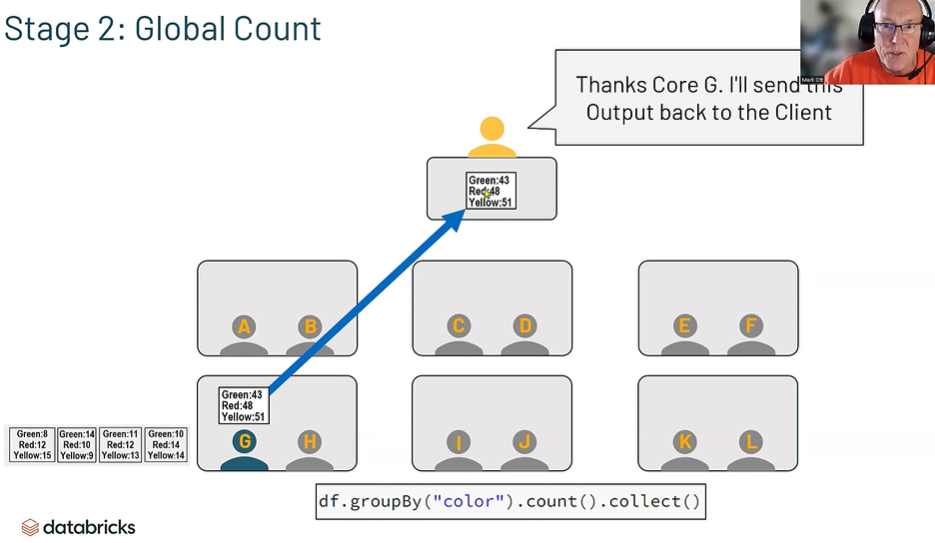 Stage 2: Global Count
Mark Ott
Thanks Core G. I'll send this
Output back to the Client
Green:43
Red:48
Yellow:51
A
B
C
D
E
F
Green:43
Red:48
Yellow:51
G
H
I
J
K
L
Green:8
Red:12
Yellow:15
Green:14
Red:10
Yellow:9
Green:11
Red:12
Yellow:13
Green:10
Red:14
Yellow:14
df.groupBy("color").count().collect()
databricks